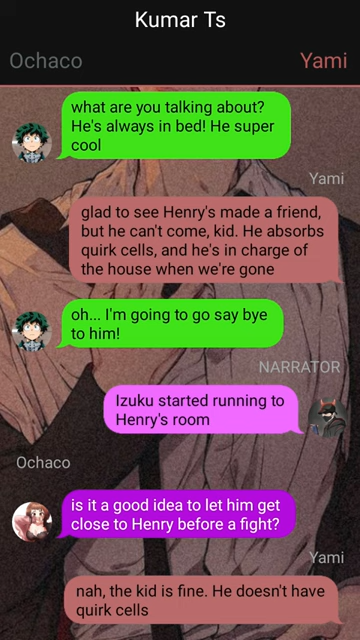 Kumar Ts
Ochaco
Yami
what are you talking about?
He's always in bed! He super
cool
Yami
glad to see Henry's made a friend,
but he can't come, kid. He absorbs
quirk cells, and he's in charge of
the house when we're gone
oh... I'm going to go say bye
to him!
NARRATOR
Izuku started running to
Henry's room
Ochaco
is it a good idea to let him get
close to Henry before a fight?
Yami
nah, the kid is fine. He doesn't have
quirk cells